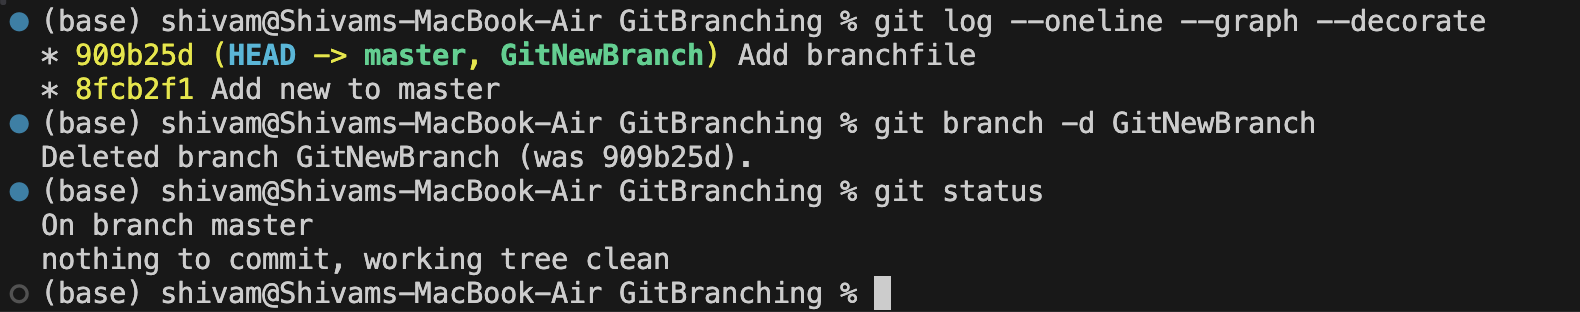 (base) shivam@Shivams-MacBook-Air GitBranching % git log --oneline --graph --decorate
* 909b25d (HEAD -> master, GitNewBranch) Add branchfile
* 8fcb2f1 Add new to master
(base) shivam@Shivams-MacBook-Air GitBranching % git branch -d GitNewBranch
Deleted branch GitNewBranch (was 909b25d).
(base) shivam@Shivams-MacBook-Air GitBranching % git status
On branch master
nothing to commit, working tree clean
(base) shivam@Shivams-MacBook-Air GitBranching %